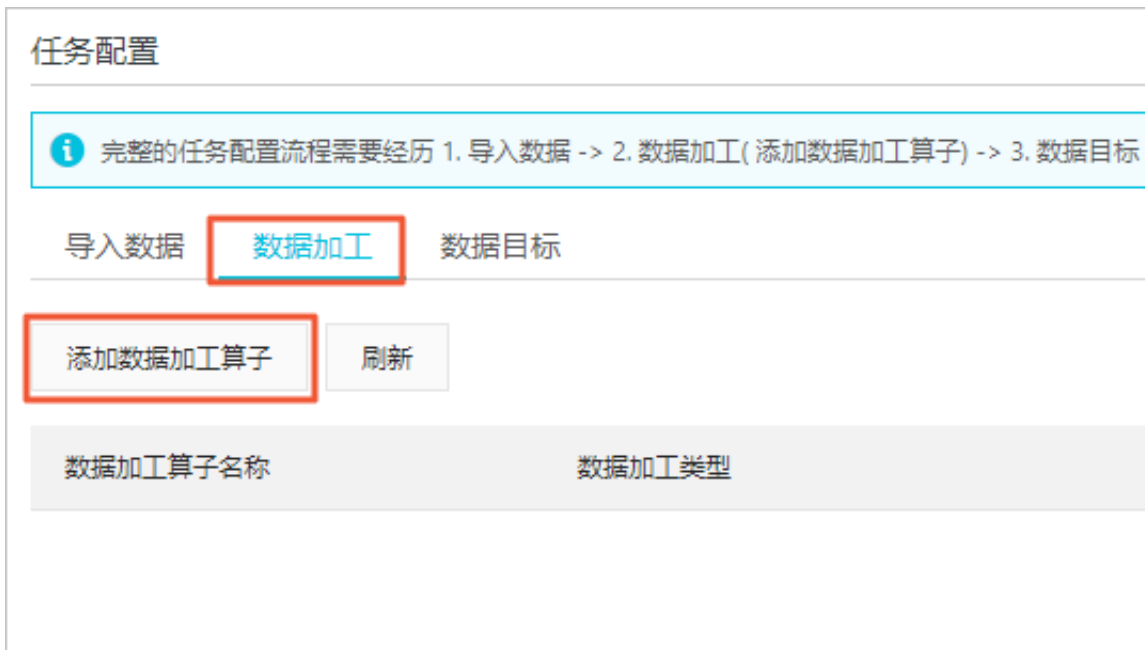 任务配置
完整的任务配置流程需要经历 1. 导入数据 -> 2. 数据加工( 添加数据加工算子) -> 3. 数据目标
导入数据 数据加工 数据目标
添加数据加工算子 刷新
数据加工算子名称 数据加工类型